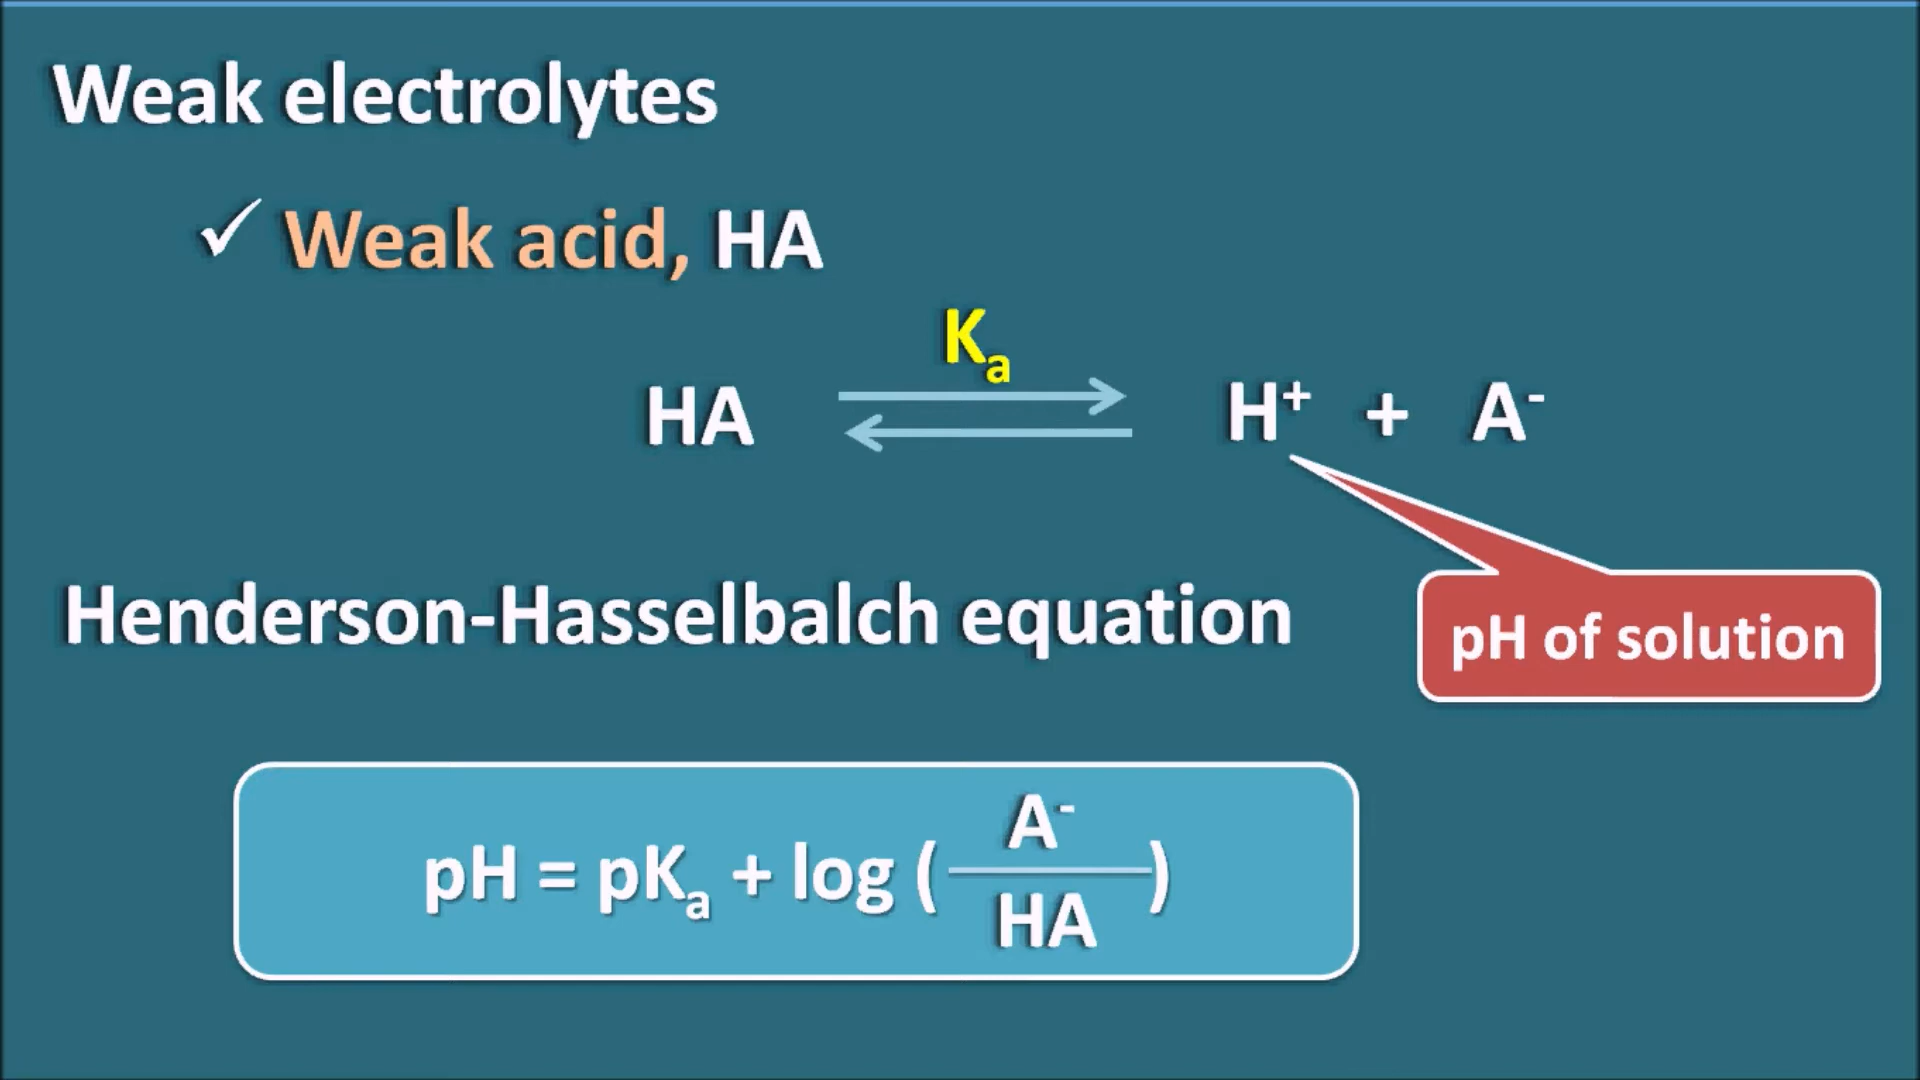 Weak electrolytes
✓ Weak acid, HA
Kₐ
HA ⇌ H⁺ + A⁻
pH of solution
Henderson-Hasselbalch equation
pH = pKₐ + log (A⁻/HA)